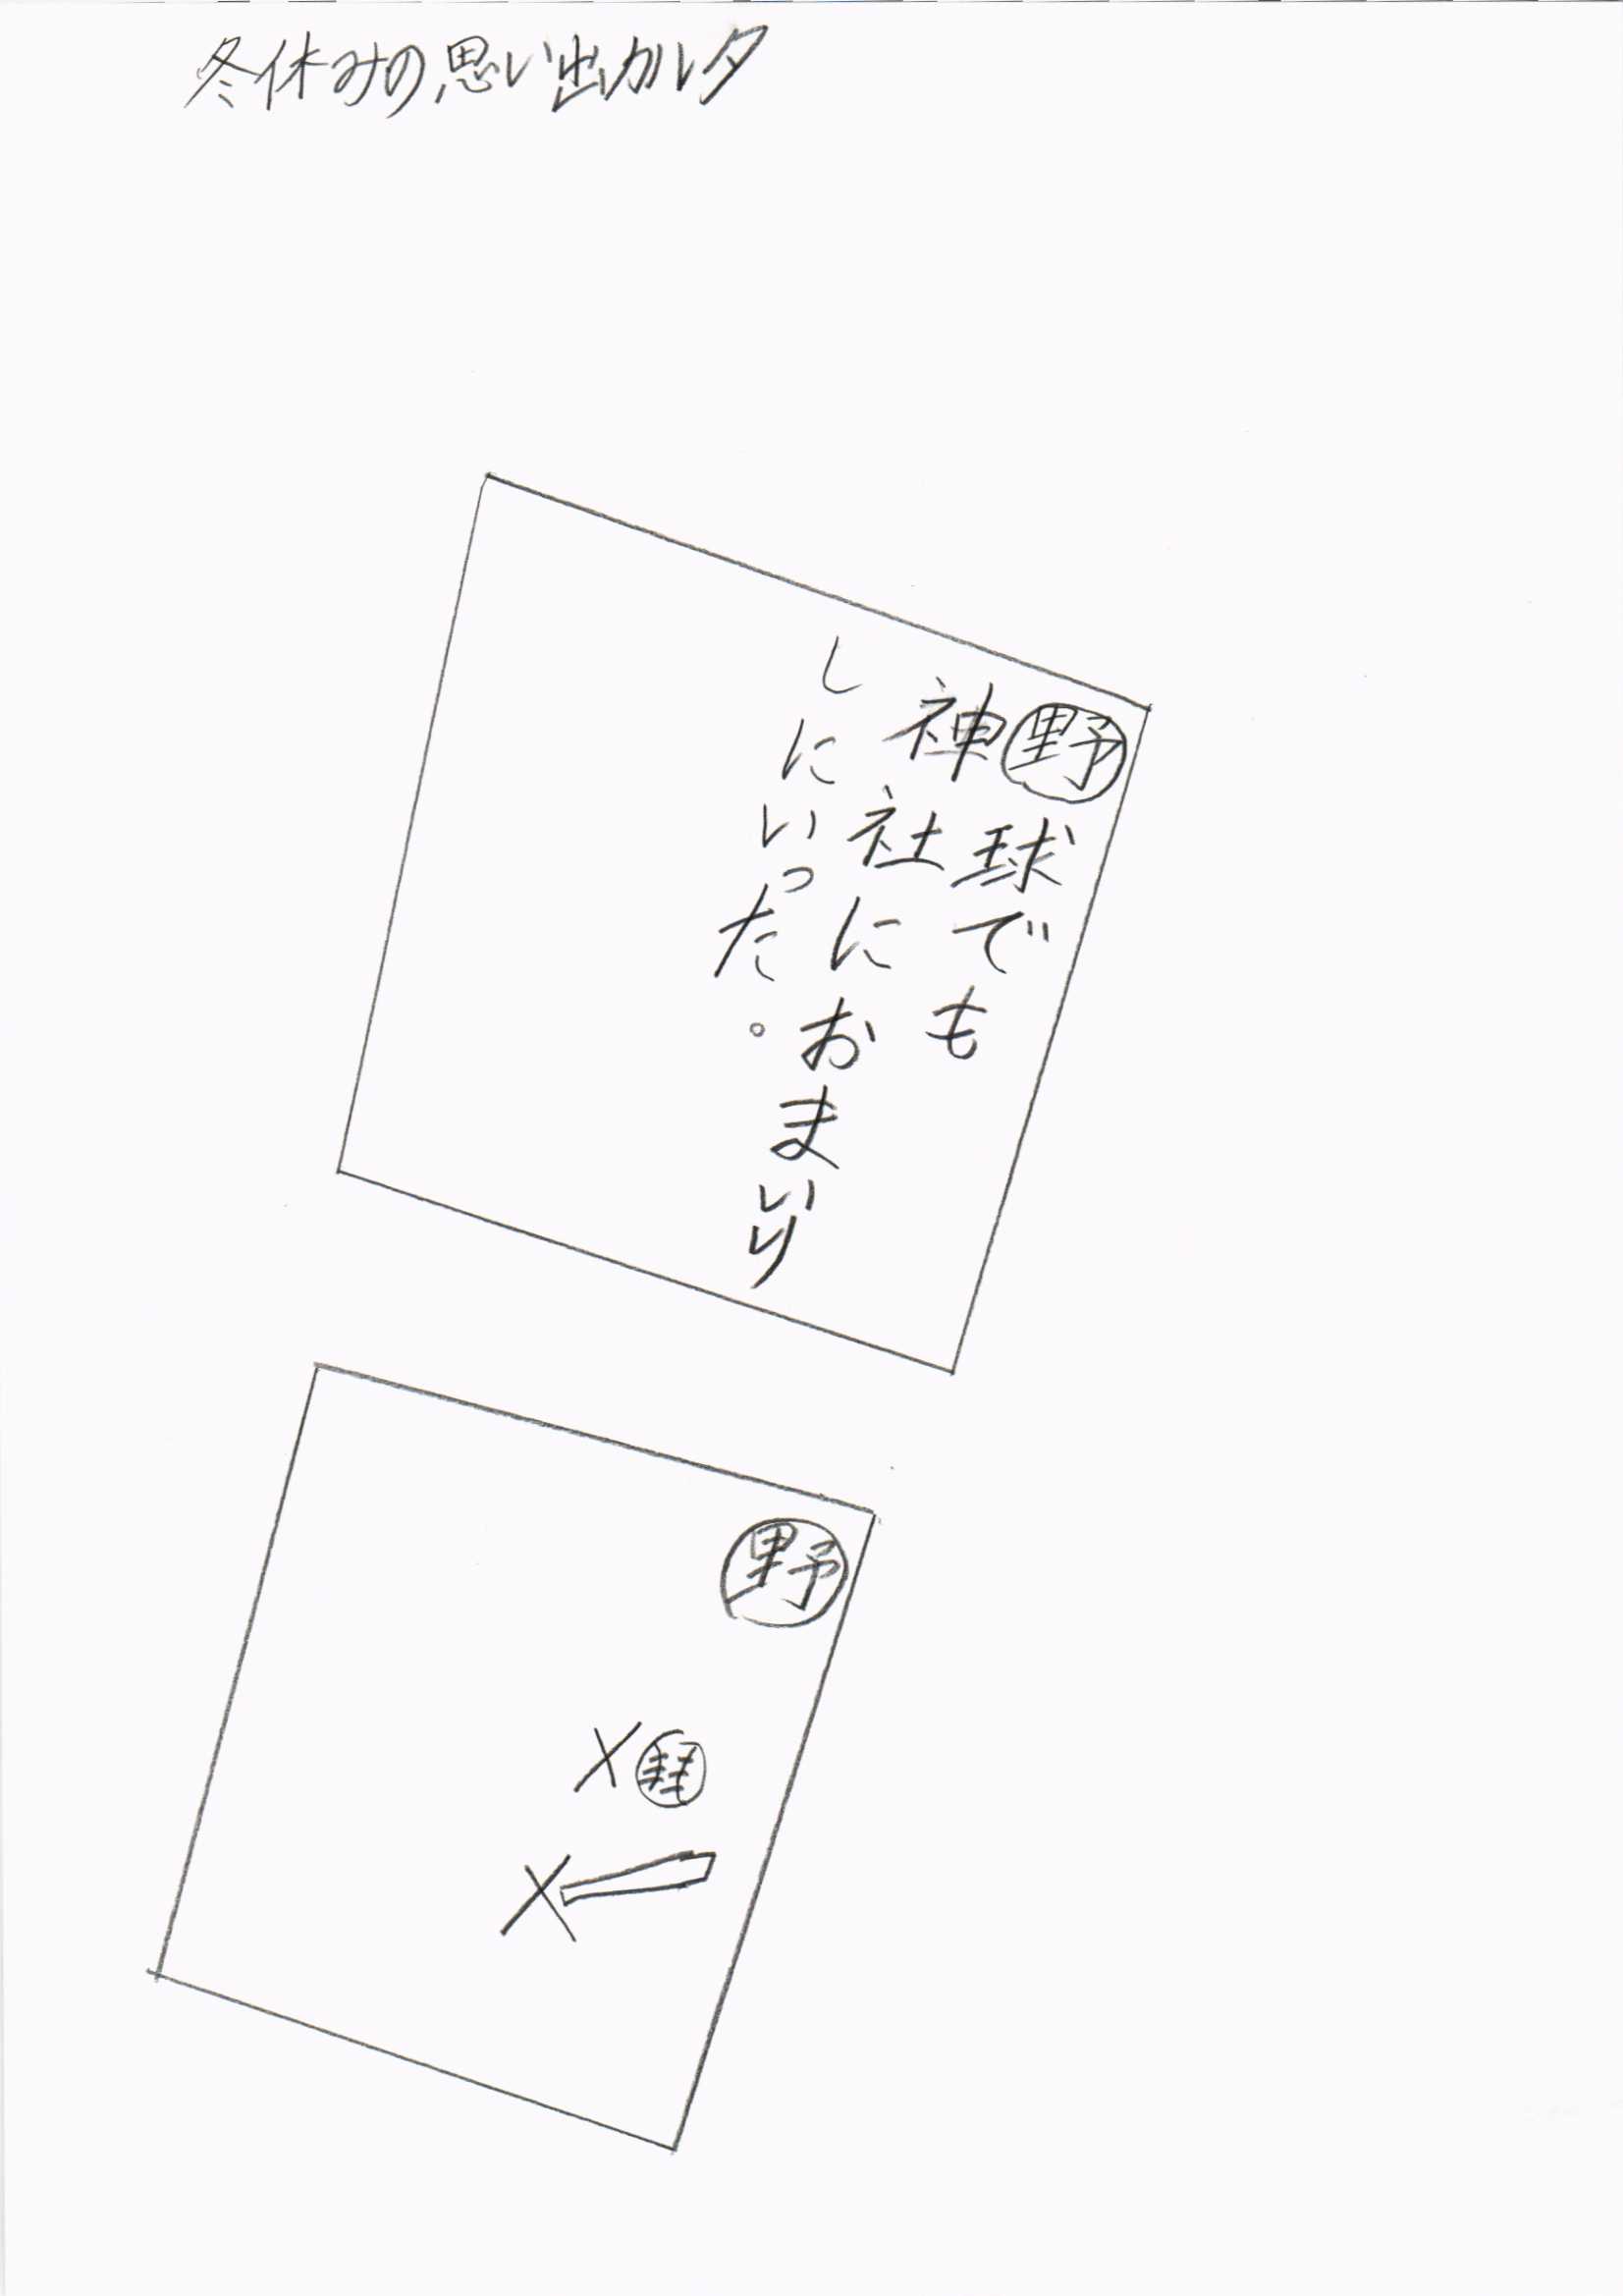 冬休みの思い出カルタ
野球でも
神社におまいり
しにいった。
野